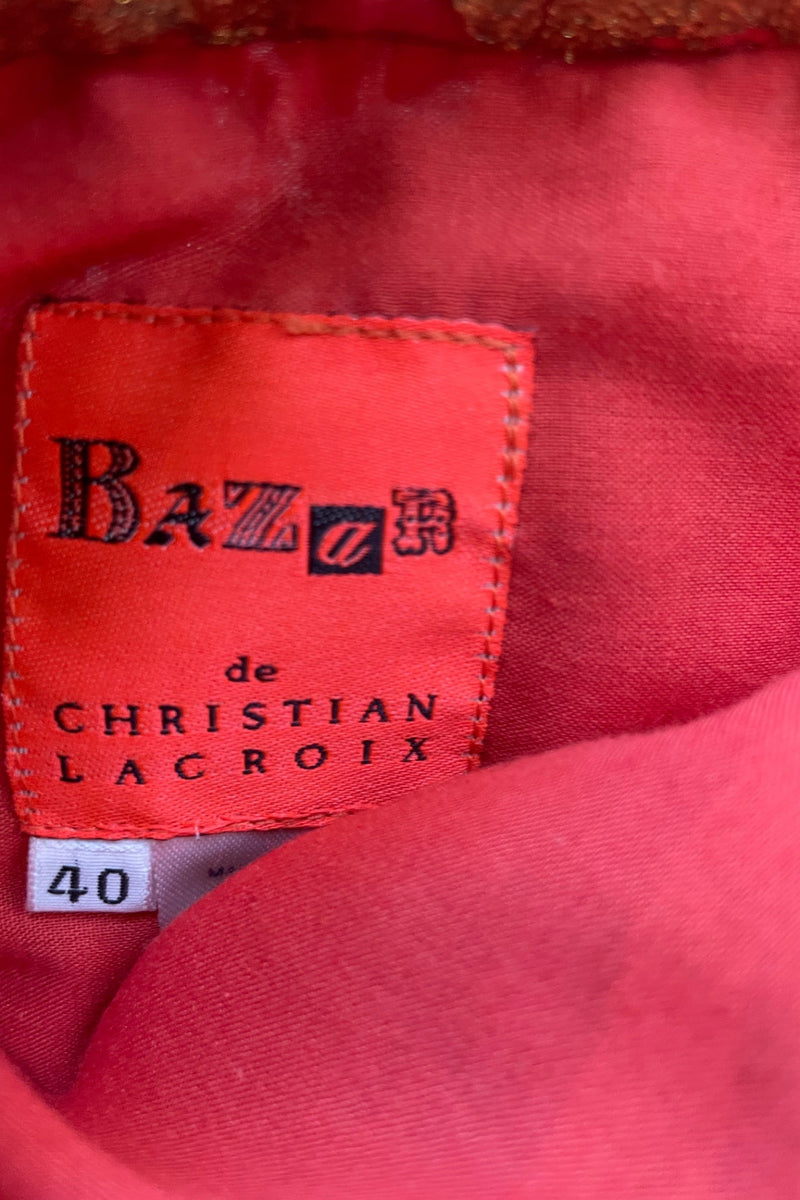 BAZaR
de
CHRISTIAN
LACROIX
40